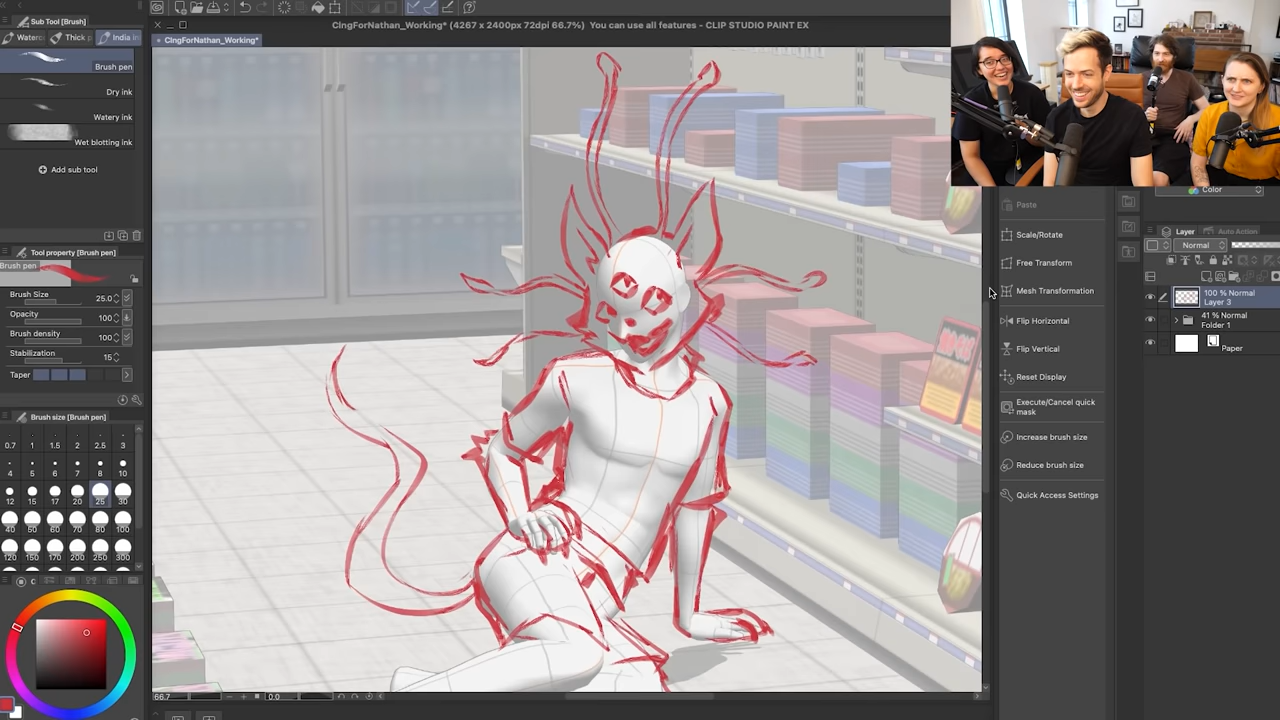 Sub Tool [Brush]
Waterc Thick p India in
Brush pen
Dry ink
Watery ink
Wet blotting ink
Add sub tool
Tool property [Brush pen]
Brush pen
Brush Size 25.0
Opacity 100
Brush density 100
Stabilization 15
Taper
Brush size [Brush pen]
0.7 1 1.5 2 2.5 3
4 5 6 7 8 10
12 15 17 20 25 30
40 50 60 70 80 100
120 150 170 200 250 300
CIngForNathan_Working* (4267 x 2400px 72dpi 66.7%) You can use all features - CLIP STUDIO PAINT EX
CIngForNathan_Working*
66.7
0.0
Paste
Scale/Rotate
Free Transform
Mesh Transformation
Flip Horizontal
Flip Vertical
Reset Display
Execute/Cancel quick
mask
Increase brush size
Reduce brush size
Quick Access Settings
Color
Layer Auto Action
Normal
100 % Normal
Layer 3
41 % Normal
Folder 1
Paper